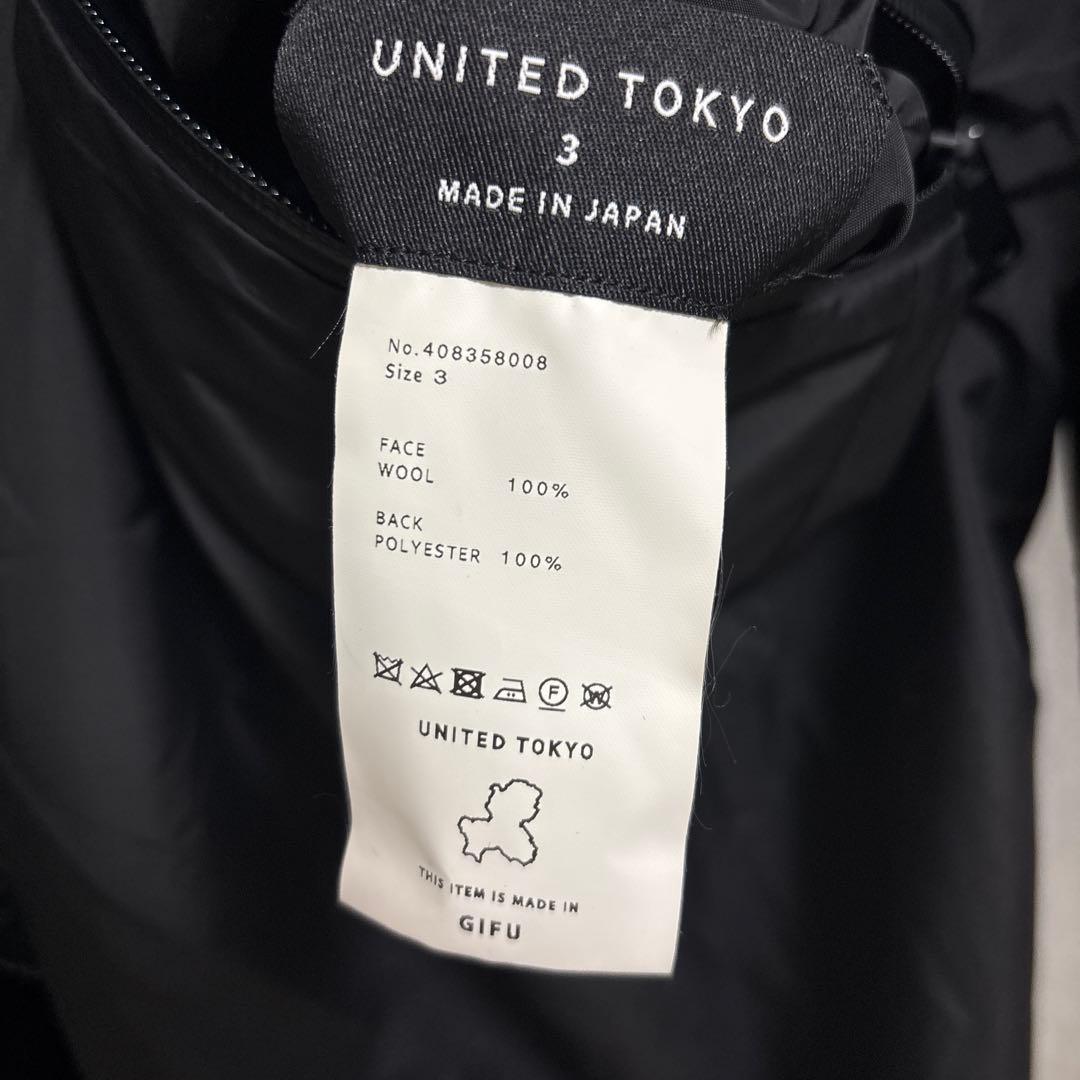 UNITED TOKYO
3
MADE IN JAPAN
No.408358008
Size 3
FACE
WOOL 100%
BACK
POLYESTER 100%
F W
UNITED TOKYO
THIS ITEM IS MADE IN
GIFU